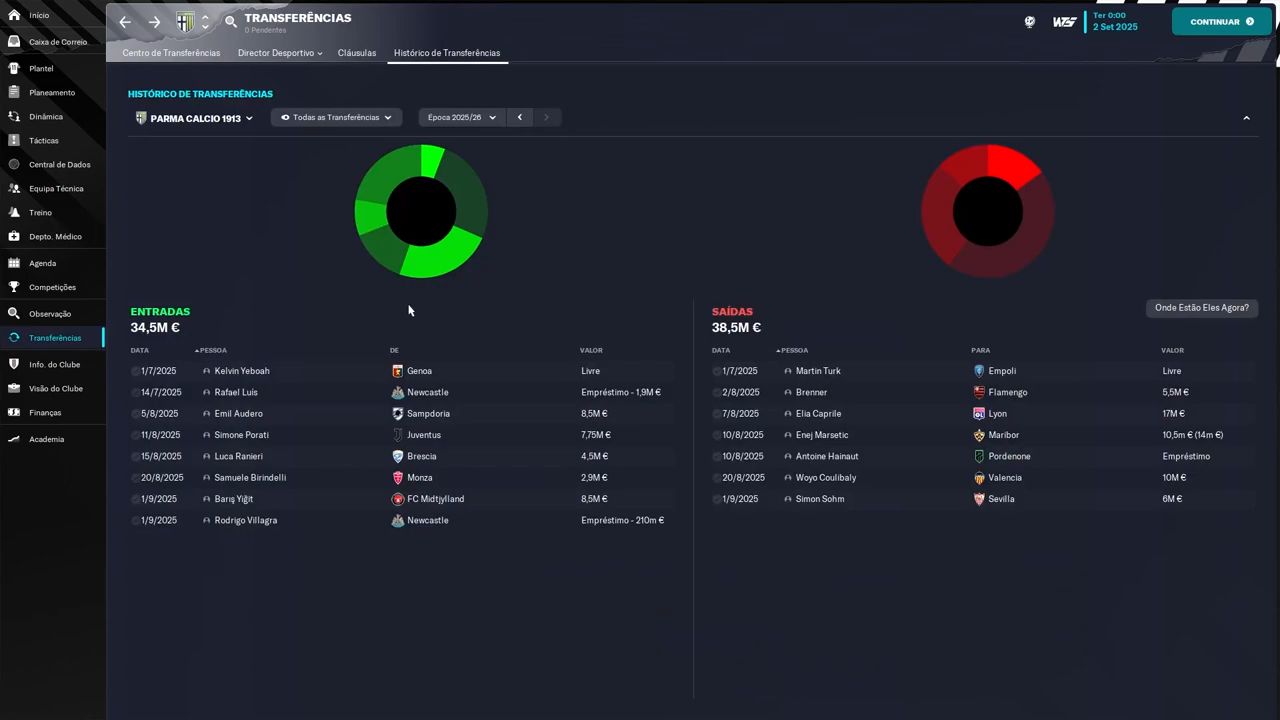 Início
Caixa de Correio
Plantel
Planeamento
Dinâmica
Tácticas
Central de Dados
Equipa Técnica
Treino
Depto. Médico
Agenda
Competições
Observação
Transferências
Info. do Clube
Visão do Clube
Finanças
Academia
TRANSFERÊNCIAS
0 Pendentes
Ter 0:00
2 Set 2025
CONTINUAR
Centro de Transferências Director Desportivo Cláusulas Histórico de Transferências
HISTÓRICO DE TRANSFERÊNCIAS
PARMA CALCIO 1913 Todas as Transferências Época 2025/26
ENTRADAS
34,5M €
DATA PESSOA DE VALOR
1/7/2025 Kelvin Yeboah Genoa Livre
14/7/2025 Rafael Luís Newcastle Empréstimo - 1,9M €
5/8/2025 Emil Audero Sampdoria 8,5M €
11/8/2025 Simone Porati Juventus 7,75M €
15/8/2025 Luca Ranieri Brescia 4,5M €
20/8/2025 Samuele Birindelli Monza 2,9M €
1/9/2025 Barış Yiğit FC Midtjylland 8,5M €
1/9/2025 Rodrigo Villagra Newcastle Empréstimo - 210m €
SAÍDAS
38,5M €
Onde Estão Eles Agora?
DATA PESSOA PARA VALOR
1/7/2025 Martin Turk Empoli Livre
2/8/2025 Brenner Flamengo 5,5M €
7/8/2025 Elia Caprile Lyon 17M €
10/8/2025 Enej Marsetic Maribor 10,5m € (14m €)
10/8/2025 Antoine Hainaut Pordenone Empréstimo
20/8/2025 Woyo Coulibaly Valencia 10M €
1/9/2025 Simon Sohm Sevilla 6M €